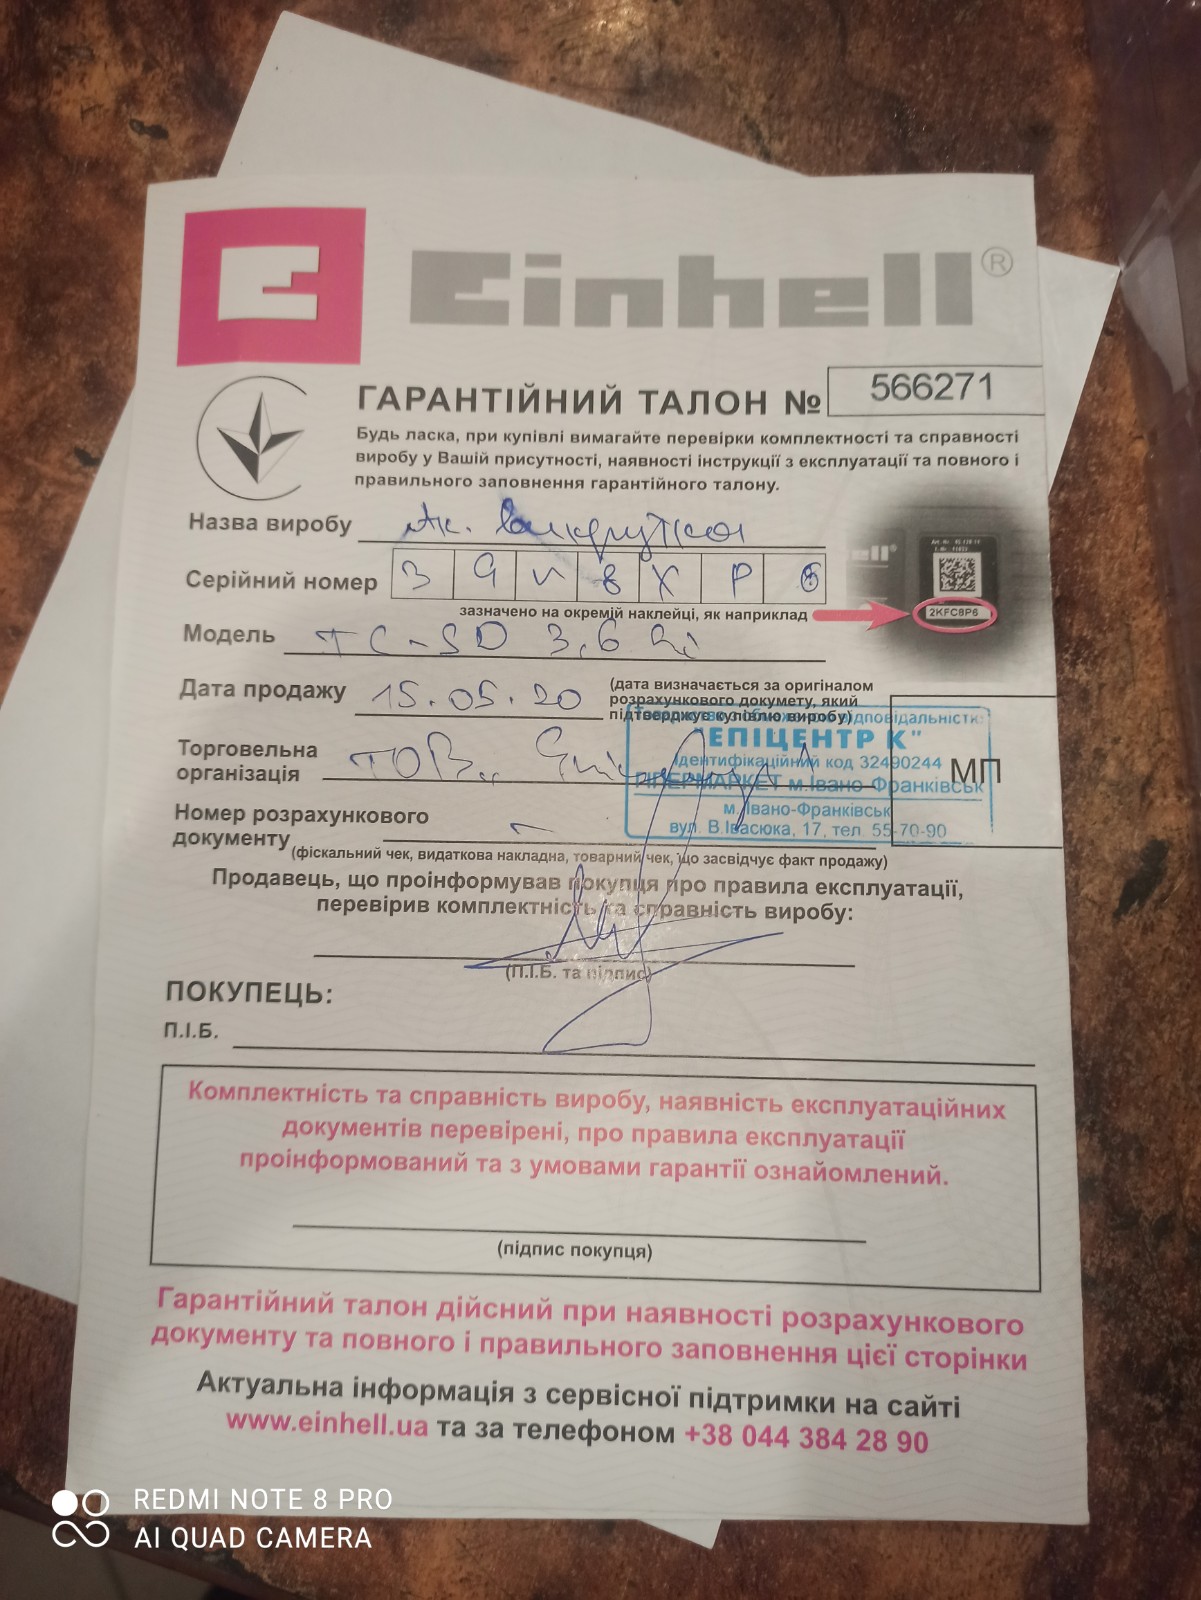 Einhell®
ГАРАНТІЙНИЙ ТАЛОН № 566271
Будь ласка, при купівлі вимагайте перевірки комплектності та справності
виробу у Вашій присутності, наявності інструкції з експлуатації та повного і
правильного заповнення гарантійного талону.
Назва виробу Ак. викрутка
Серійний номер
зазначено на окремій наклейці, як наприклад
2KFC8P6
Модель TC-SD 3,6 Li
Дата продажу 15.05.20
(дата визначається за оригіналом
розрахункового докумету, який
підтверджує купівлю виробу)
відповідальністю:
"ЕПІЦЕНТР К"
Ідентифікаційний код 32490244
ГІПЕРМАРКЕТ м.Івано-Франківськ
м. Івано-Франківськ
вул. В.Івасюка, 17, тел. 55-70-90
МП
Торговельна
організація ТОВ "Епіцентр К"
Номер розрахункового
документу -
(фіскальний чек, видаткова накладна, товарний чек, що засвідчує факт продажу)
Продавець, що проінформував покупця про правила експлуатації,
перевірив комплектність та справність виробу:
(П.І.Б. та підпис)
ПОКУПЕЦЬ:
П.І.Б.
Комплектність та справність виробу, наявність експлуатаційних
документів перевірені, про правила експлуатації
проінформований та з умовами гарантії ознайомлений.
(підпис покупця)
Гарантійний талон дійсний при наявності розрахункового
документу та повного і правильного заповнення цієї сторінки
Актуальна інформація з сервісної підтримки на сайті
www.einhell.ua та за телефоном +38 044 384 28 90
REDMI NOTE 8 PRO
AI QUAD CAMERA